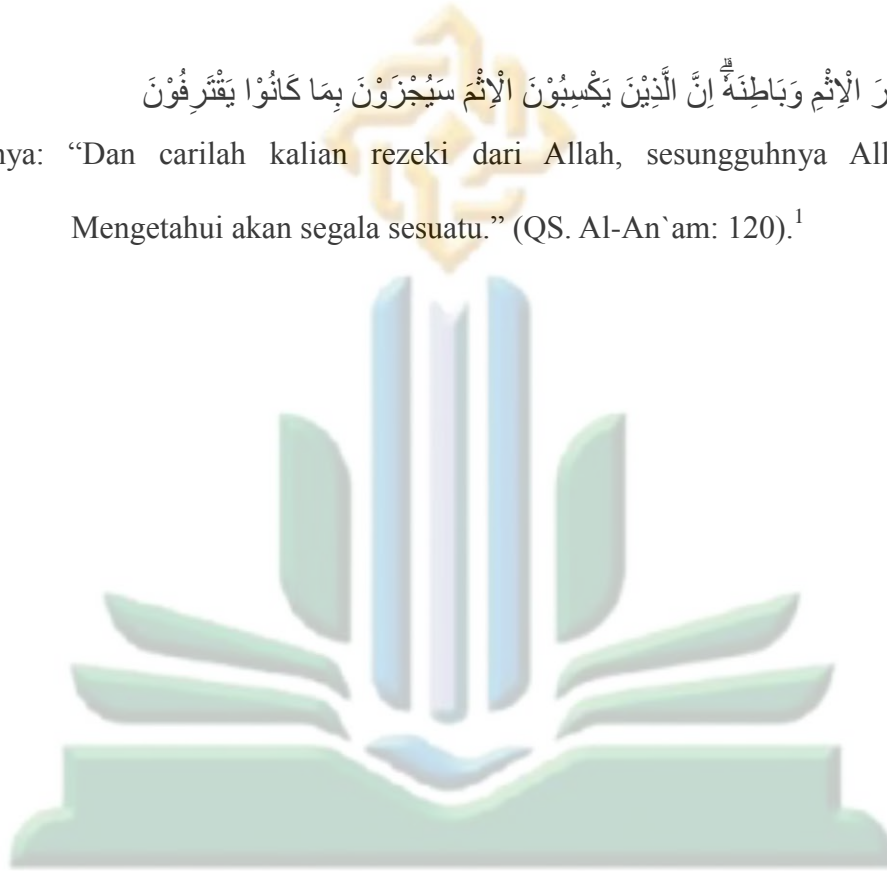 رَ الْاِثْمِ وَبَاطِنَهٗ ۗاِنَّ الَّذِيْنَ يَكْسِبُوْنَ الْاِثْمَ سَيُجْزَوْنَ بِمَا كَانُوْا يَقْتَرِفُوْنَ
nya: “Dan carilah kalian rezeki dari Allah, sesungguhnya All
Mengetahui akan segala sesuatu.” (QS. Al-An`am: 120).¹